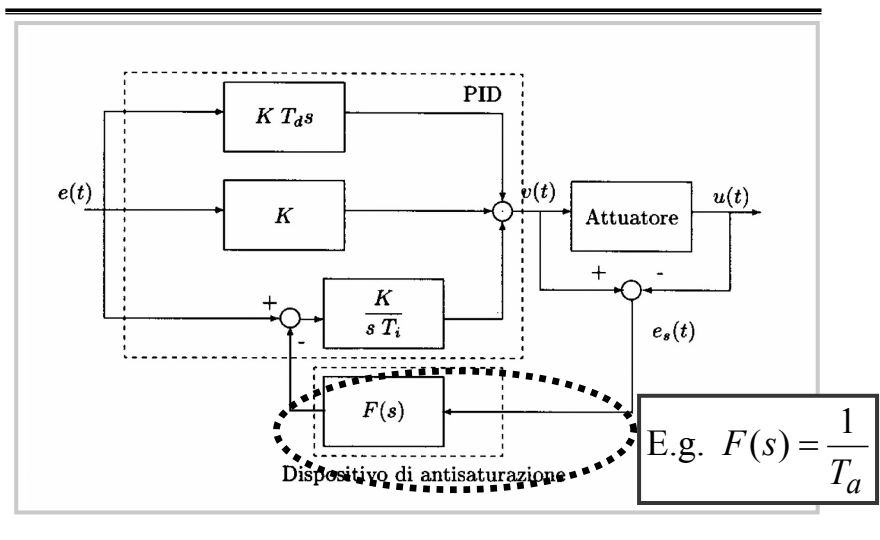 PID
K T_d s
e(t)
K
v(t)
Attuatore
u(t)
+
-
+
-
K / s T_i
e_s(t)
F(s)
Dispositivo di antisaturazione
E.g. F(s) = 1 / T_a